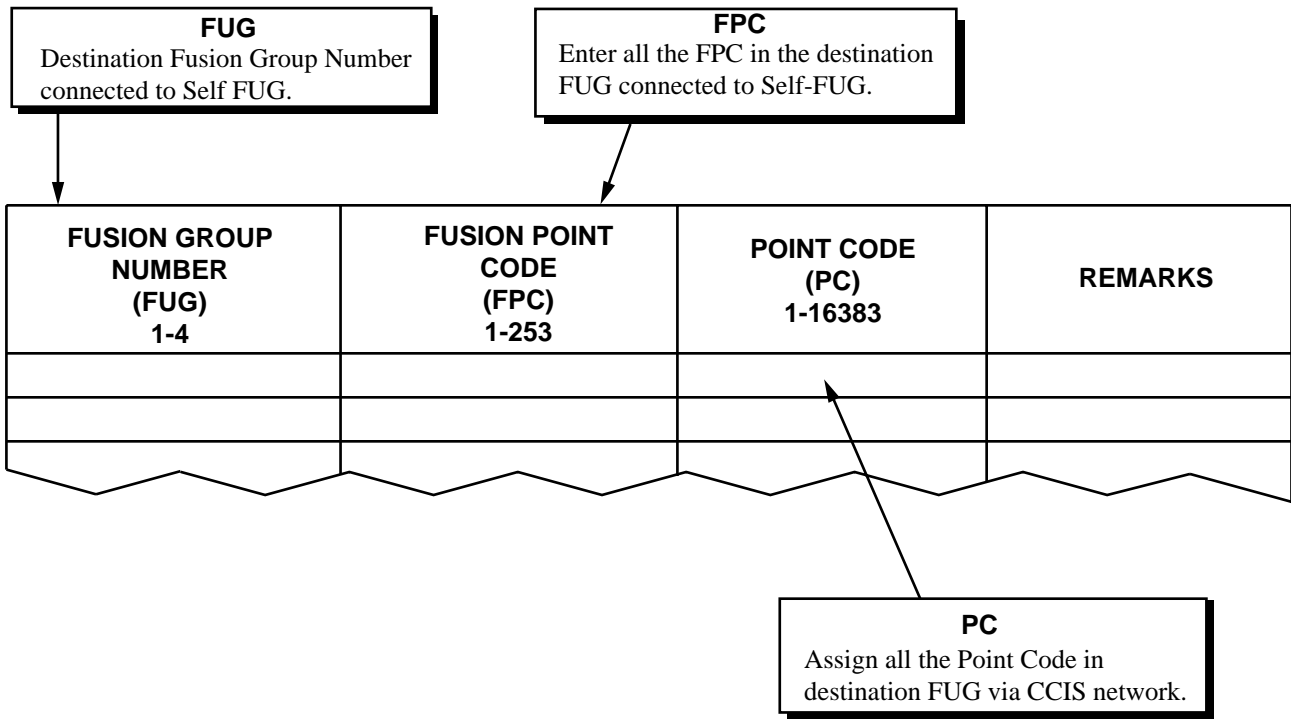 FUG
Destination Fusion Group Number
connected to Self FUG.
FPC
Enter all the FPC in the destination
FUG connected to Self-FUG.
FUSION GROUP
NUMBER
(FUG)
1-4
FUSION POINT
CODE
(FPC)
1-253
POINT CODE
(PC)
1-16383
REMARKS
PC
Assign all the Point Code in
destination FUG via CCIS network.